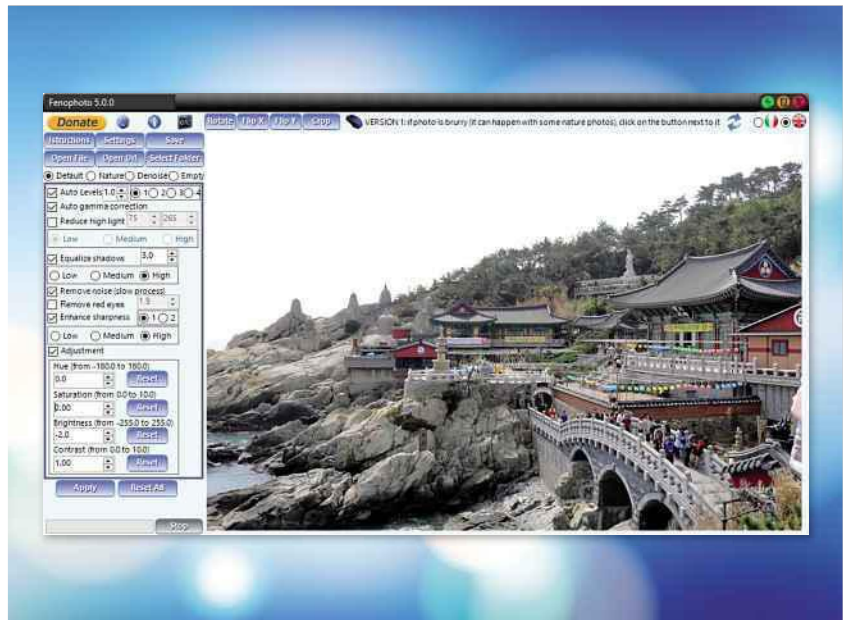 Fenophoto 5.0.0
Donate
Rotate Flip X Flip Y Crop VERSION 1: if photo is brurry (it can happen with some nature photos), click on the button next to it
Istructions Settings Save
Open File Open Url Select Folder
Default Nature Denoise Empty
Auto Levels 1.0 1 2 3 4
Auto gamma correction
Reduce high light 75 265
Low Medium High
Equalize shadows 3,0
Low Medium High
Remove noise (slow process)
Remove red eyes 1.5
Enhance sharpness 1 2
Low Medium High
Adjustment
Hue (from -180.0 to 180.0)
0.0 Reset
Saturation (from 0.0 to 10.0)
0.00 Reset
Brightness (from -255.0 to 255.0)
-2.0 Reset
Contrast (from 0.0 to 10.0)
1.00 Reset
Apply Reset All
Stop